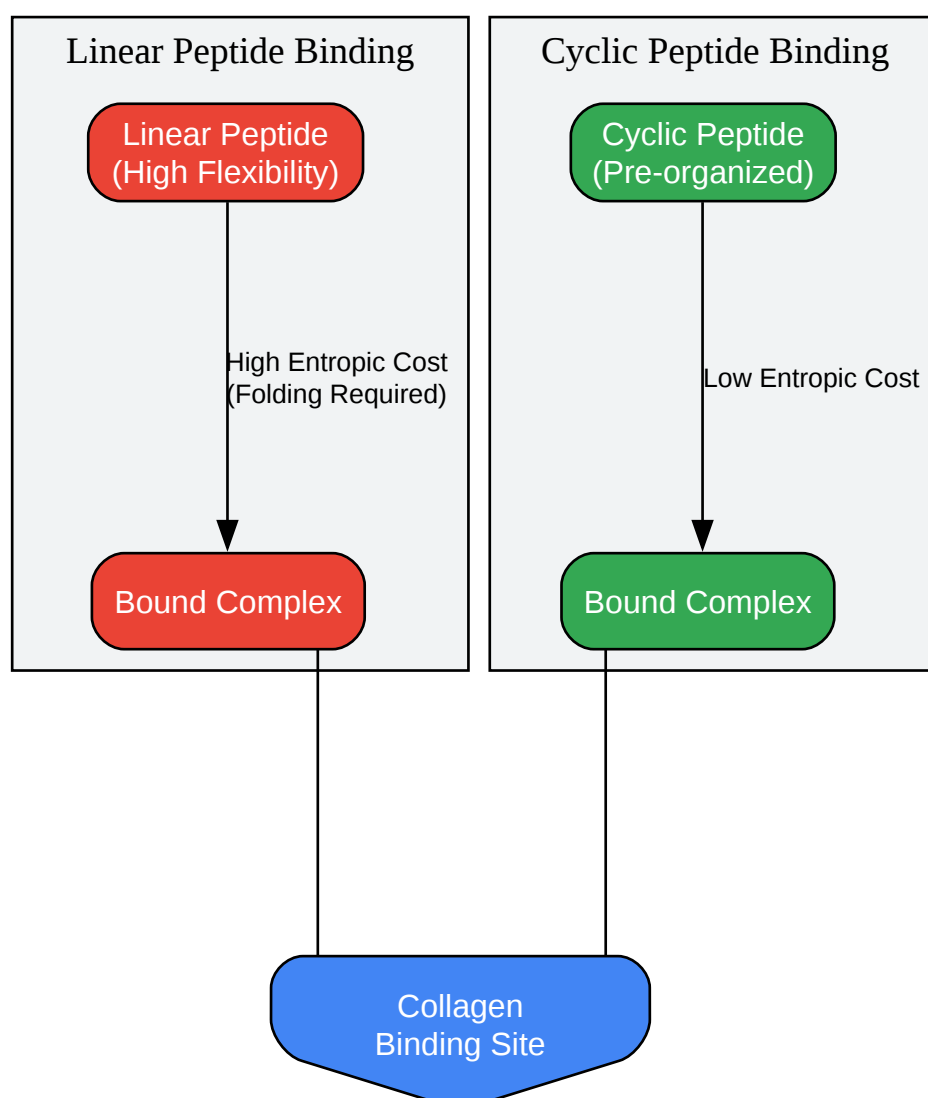 Linear Peptide Binding
Linear Peptide
(High Flexibility)
High Entropic Cost
(Folding Required)
Bound Complex
Cyclic Peptide Binding
Cyclic Peptide
(Pre-organized)
Low Entropic Cost
Bound Complex
Collagen
Binding Site